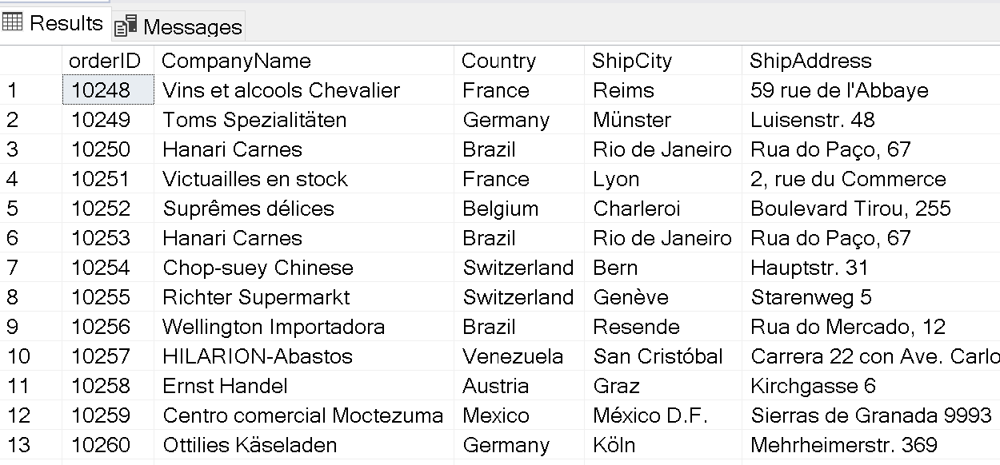 Results Messages
orderID CompanyName Country ShipCity ShipAddress
1 10248 Vins et alcools Chevalier France Reims 59 rue de l'Abbaye
2 10249 Toms Spezialitäten Germany Münster Luisenstr. 48
3 10250 Hanari Carnes Brazil Rio de Janeiro Rua do Paço, 67
4 10251 Victuailles en stock France Lyon 2, rue du Commerce
5 10252 Suprêmes délices Belgium Charleroi Boulevard Tirou, 255
6 10253 Hanari Carnes Brazil Rio de Janeiro Rua do Paço, 67
7 10254 Chop-suey Chinese Switzerland Bern Hauptstr. 31
8 10255 Richter Supermarkt Switzerland Genève Starenweg 5
9 10256 Wellington Importadora Brazil Resende Rua do Mercado, 12
10 10257 HILARION-Abastos Venezuela San Cristóbal Carrera 22 con Ave. Carlo
11 10258 Ernst Handel Austria Graz Kirchgasse 6
12 10259 Centro comercial Moctezuma Mexico México D.F. Sierras de Granada 9993
13 10260 Ottilies Käseladen Germany Köln Mehrheimerstr. 369